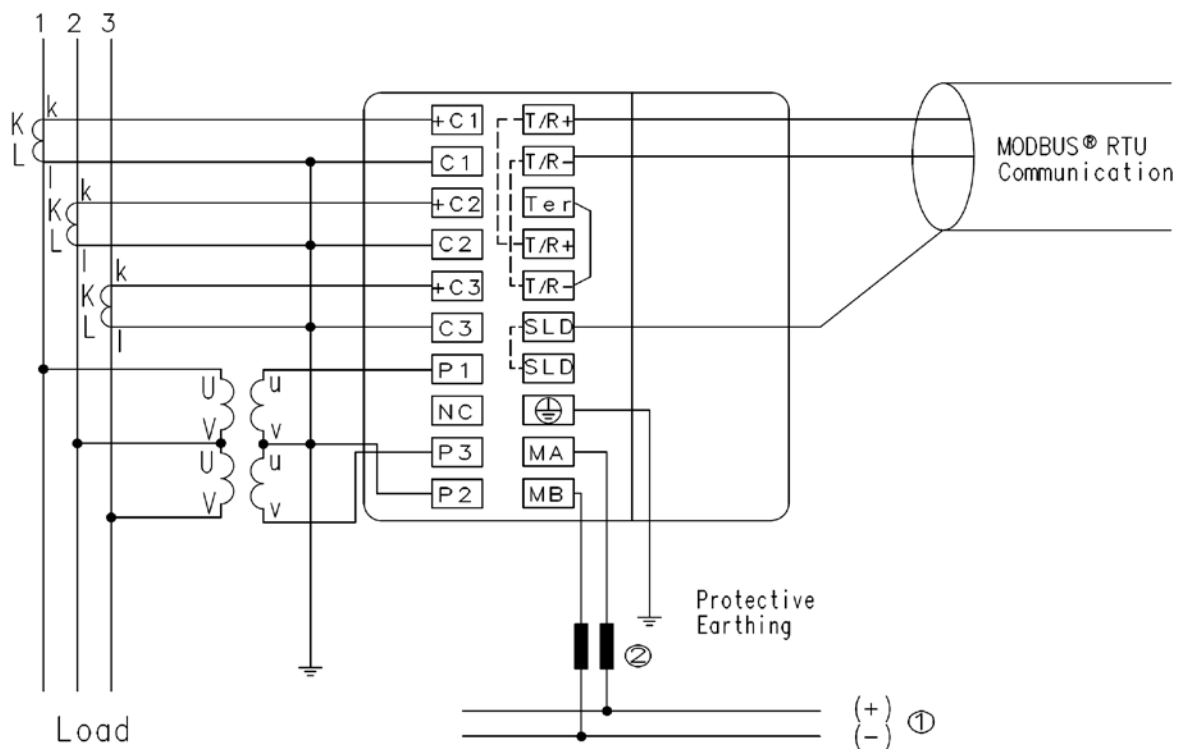 1 2 3
K k
L l
K k
L l
K k
L l
+C1
C1
+C2
C2
+C3
C3
P1
NC
P3
P2
T/R+
T/R-
Ter
T/R+
T/R-
SLD
SLD
MA
MB
U u
V v
U u
V v
MODBUS® RTU
Communication
Protective
Earthing
②
(+)
(-)
①
Load